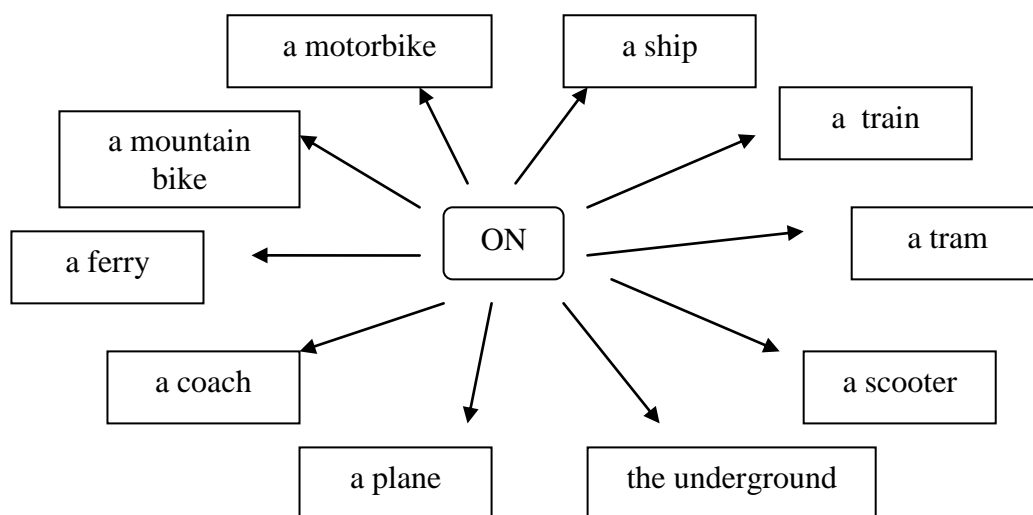 a motorbike
a ship
a train
a mountain
bike
ON
a tram
a ferry
a coach
a scooter
a plane
the underground